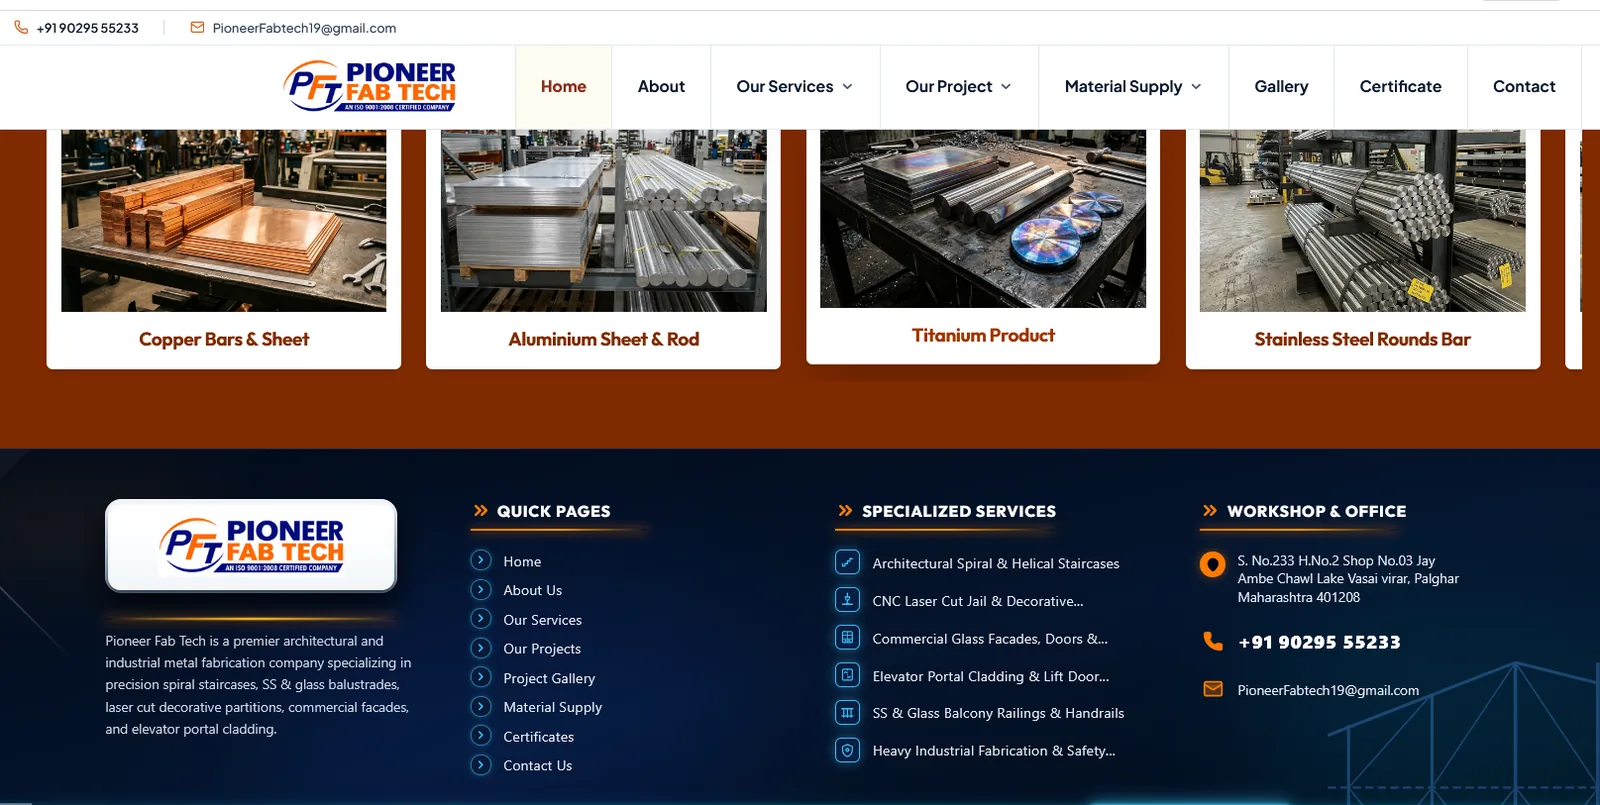 +91 90295 55233
PioneerFabtech19@gmail.com
PFT PIONEER FAB TECH
AN ISO 9001:2008 CERTIFIED COMPANY
Home
About
Our Services
Our Project
Material Supply
Gallery
Certificate
Contact
Copper Bars & Sheet
Aluminium Sheet & Rod
Titanium Product
Stainless Steel Rounds Bar
PFT PIONEER FAB TECH
AN ISO 9001:2008 CERTIFIED COMPANY
Pioneer Fab Tech is a premier architectural and
industrial metal fabrication company specializing in
precision spiral staircases, SS & glass balustrades,
laser cut decorative partitions, commercial facades,
and elevator portal cladding.
QUICK PAGES
Home
About Us
Our Services
Our Projects
Project Gallery
Material Supply
Certificates
Contact Us
SPECIALIZED SERVICES
Architectural Spiral & Helical Staircases
CNC Laser Cut Jail & Decorative...
Commercial Glass Facades, Doors &...
Elevator Portal Cladding & Lift Door...
SS & Glass Balcony Railings & Handrails
Heavy Industrial Fabrication & Safety...
WORKSHOP & OFFICE
S. No.233 H.No.2 Shop No.03 Jay
Ambe Chawl Lake Vasai virar, Palghar
Maharashtra 401208
+91 90295 55233
PioneerFabtech19@gmail.com